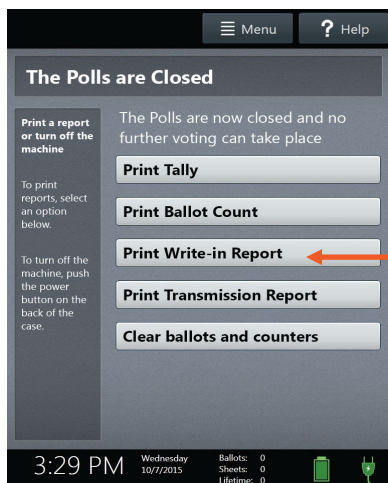 Menu
? Help
The Polls are Closed
Print a report
or turn off the
machine
To print
reports, select
an option
below.
To turn off the
machine, push
the power
button on the
back of the
case.
The Polls are now closed and no
further voting can take place
Print Tally
Print Ballot Count
Print Write-in Report
Print Transmission Report
Clear ballots and counters
3:29 PM
Wednesday
10/7/2015
Ballots: 0
Sheets: 0
Lifetime: 0